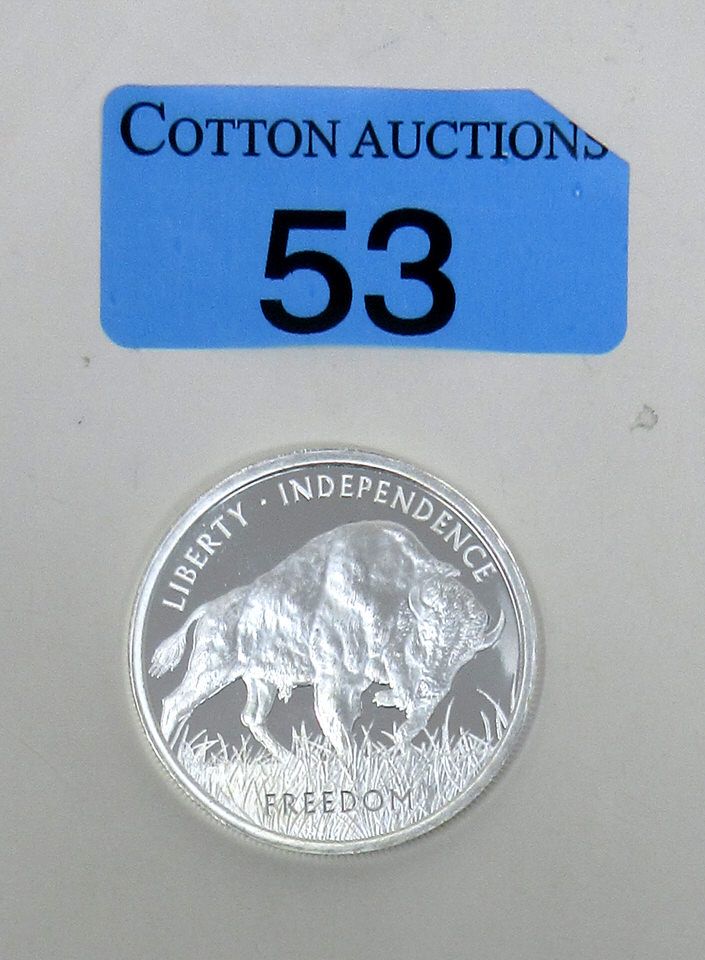 COTTON AUCTIONS
53
LIBERTY · INDEPENDENCE
FREEDOM